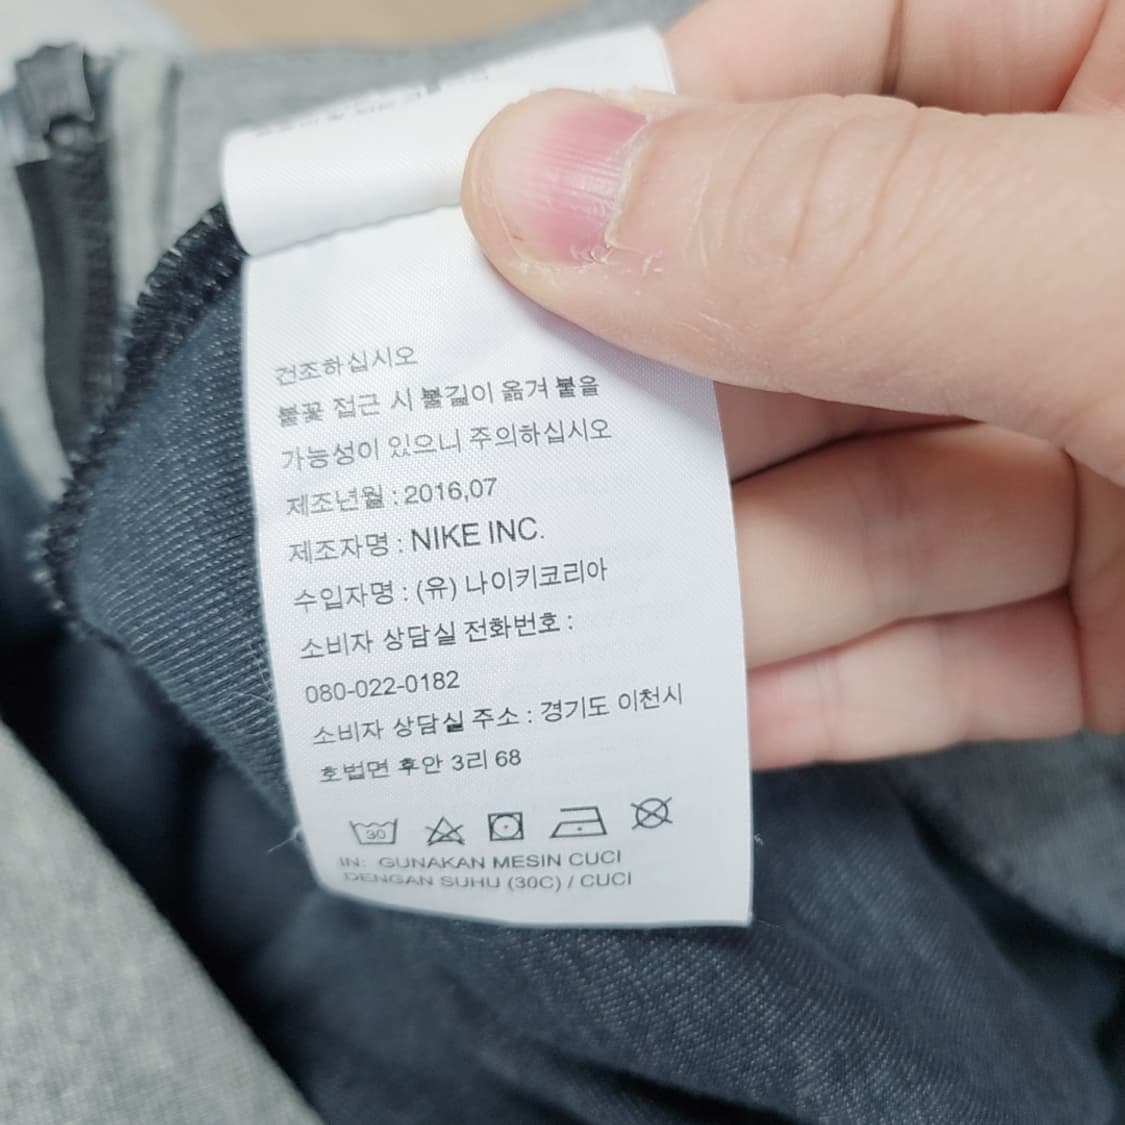 건조하십시오
불꽃 접근 시 불길이 옮겨 붙을
가능성이 있으니 주의하십시오
제조년월 : 2016,07
제조자명 : NIKE INC.
수입자명 : (유) 나이키코리아
소비자 상담실 전화번호 :
080-022-0182
소비자 상담실 주소 : 경기도 이천시
호법면 후안 3리 68
30
IN: GUNAKAN MESIN CUCI
DENGAN SUHU (30C) / CUCI